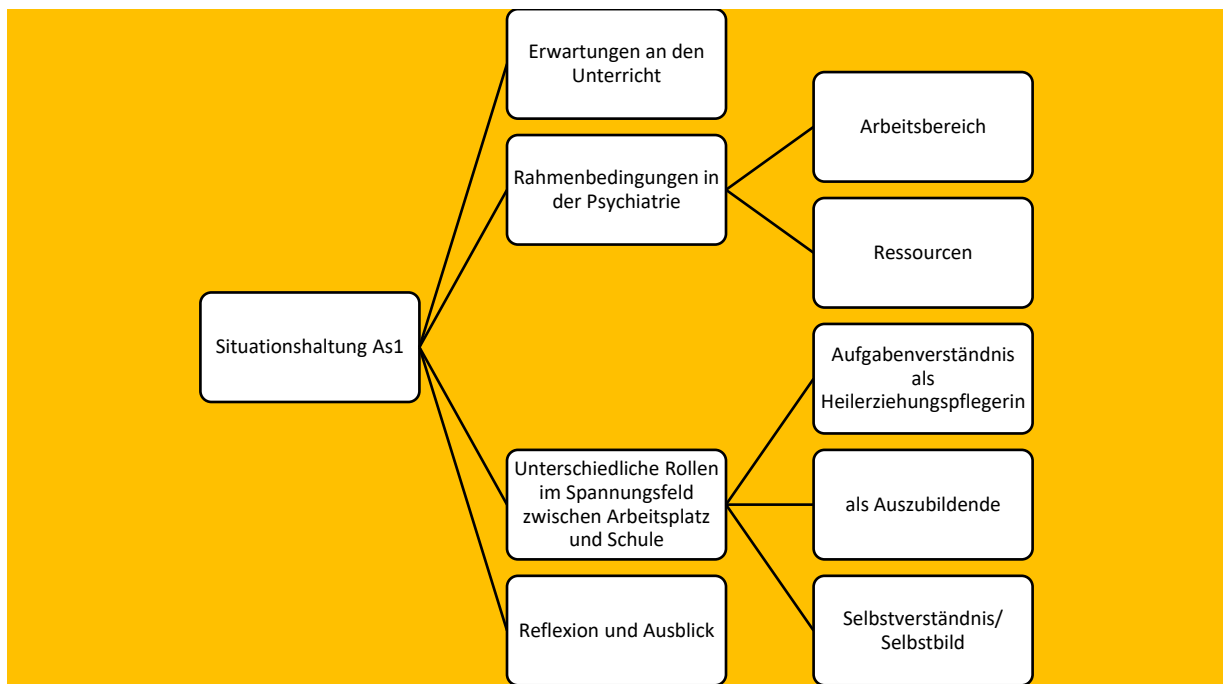 Situationshaltung As1
Erwartungen an den
Unterricht
Rahmenbedingungen in
der Psychiatrie
Arbeitsbereich
Ressourcen
Unterschiedliche Rollen
im Spannungsfeld
zwischen Arbeitsplatz
und Schule
Aufgabenverständnis
als
Heilerziehungspflegerin
als Auszubildende
Selbstverständnis/
Selbstbild
Reflexion und Ausblick